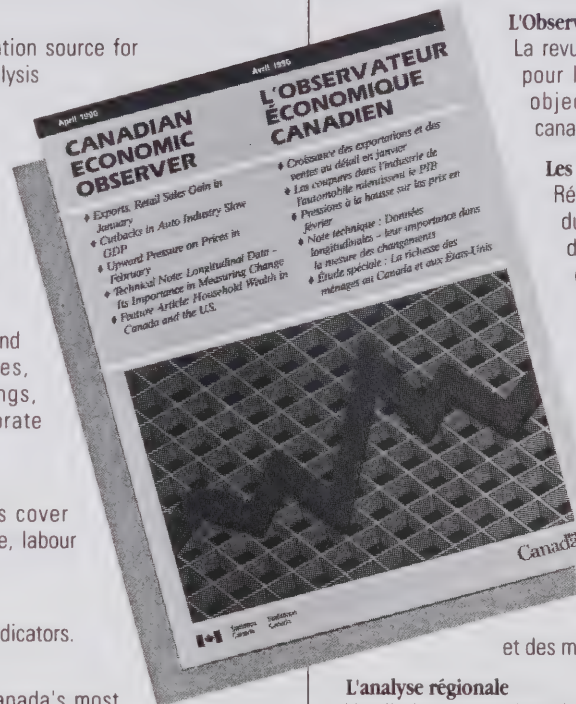 ation source for
lysis
nd
es,
ngs,
orate
s cover
e, labour
dicators.
anada's most
April 1996
CANADIAN
ECONOMIC
OBSERVER
♦ Exports, Retail Sales Gain in
January
♦ Cutbacks in Auto Industry Slow
GDP
♦ Upward Pressure on Prices in
February
♦ Technical Note: Longitudinal Data –
Its Importance in Measuring Change
♦ Feature Article: Household Wealth in
Canada and the U.S.
Avril 1996
L'OBSERVATEUR
ÉCONOMIQUE
CANADIEN
♦ Croissance des exportations et des
ventes au détail en janvier
♦ Les coupures dans l'industrie de
l'automobile ralentissent le PIB
♦ Pressions à la hausse sur les prix en
février
♦ Note technique : Données
longitudinales – leur importance dans
la mesure des changements
♦ Étude spéciale : La richesse des
ménages au Canada et aux États-Unis
Statistics Canada
Statistique Canada
Canada
L'Observ
La revu
pour l
objec
cana
Les
Ré
du
d
et des m
L'analyse régionale